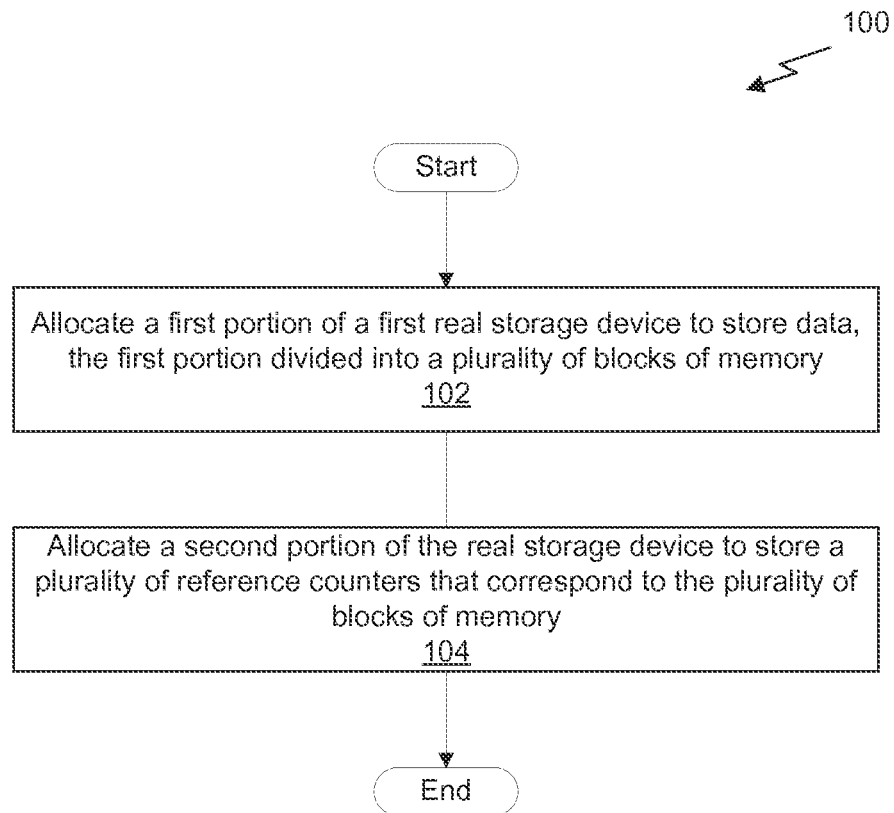 100
Start
Allocate a first portion of a first real storage device to store data,
the first portion divided into a plurality of blocks of memory
102
Allocate a second portion of the real storage device to store a
plurality of reference counters that correspond to the plurality of
blocks of memory
104
End